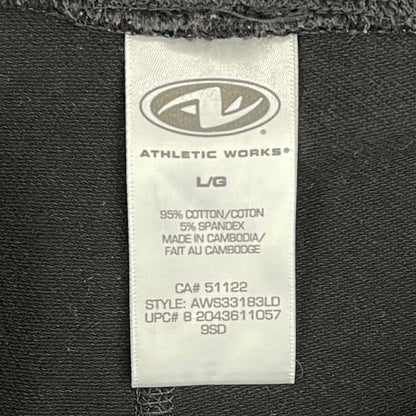 ATHLETIC WORKS®
L/G
95% COTTON/COTON
5% SPANDEX
MADE IN CAMBODIA/
FAIT AU CAMBODGE
CA# 51122
STYLE: AWS33183LD
UPC# 8 2043611057
9SD